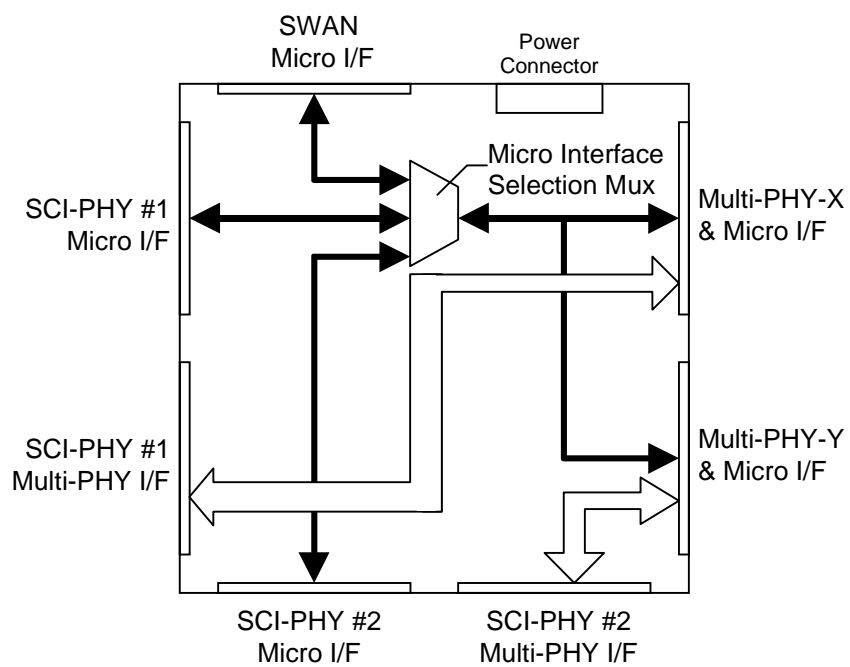 SWAN
Micro I/F
Power
Connector
Micro Interface
Selection Mux
SCI-PHY #1
Micro I/F
Multi-PHY-X
& Micro I/F
SCI-PHY #1
Multi-PHY I/F
Multi-PHY-Y
& Micro I/F
SCI-PHY #2
Micro I/F
SCI-PHY #2
Multi-PHY I/F